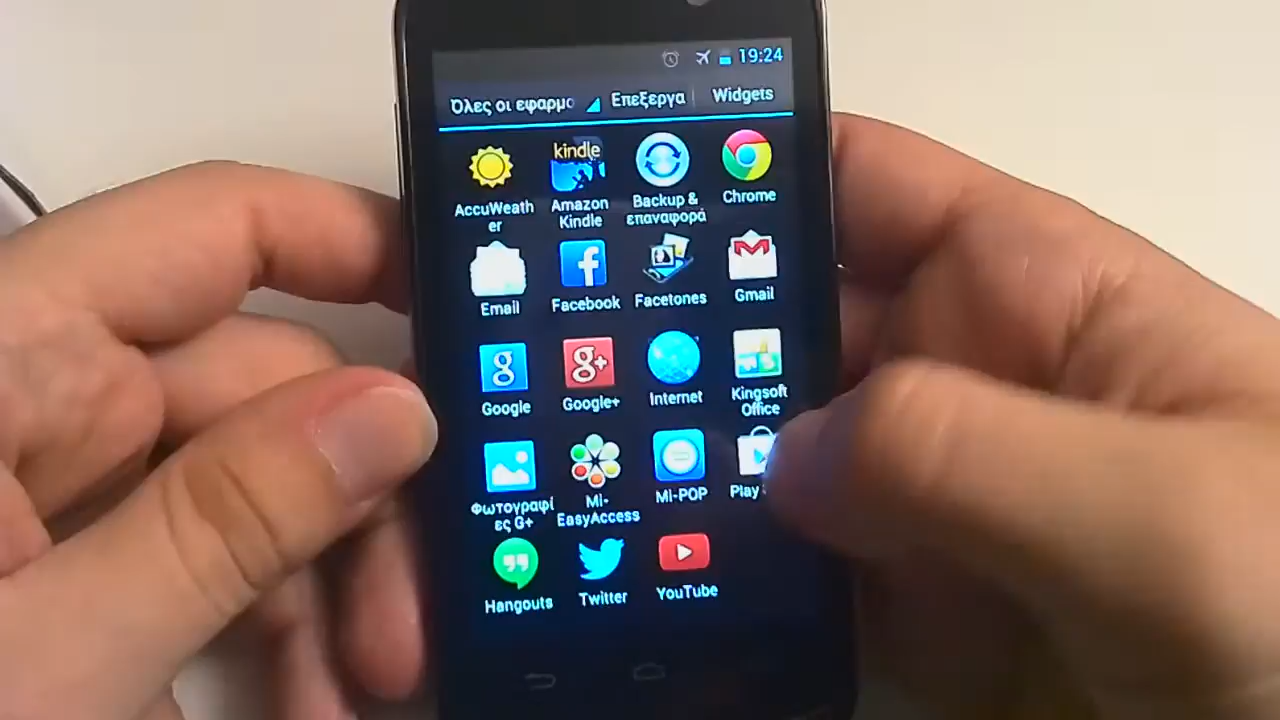 19:24
Όλες οι εφαρμο Επεξεργα Widgets
kindle
AccuWeath
er
Amazon
Kindle
Backup &
επαναφορά
Chrome
Email
Facebook
Facetones
Gmail
g
g+
Google
Google+
Internet
Kingsoft
Office
Φωτογραφί
ες G+
MI-
EasyAccess
MI-POP
Play
Hangouts
Twitter
YouTube